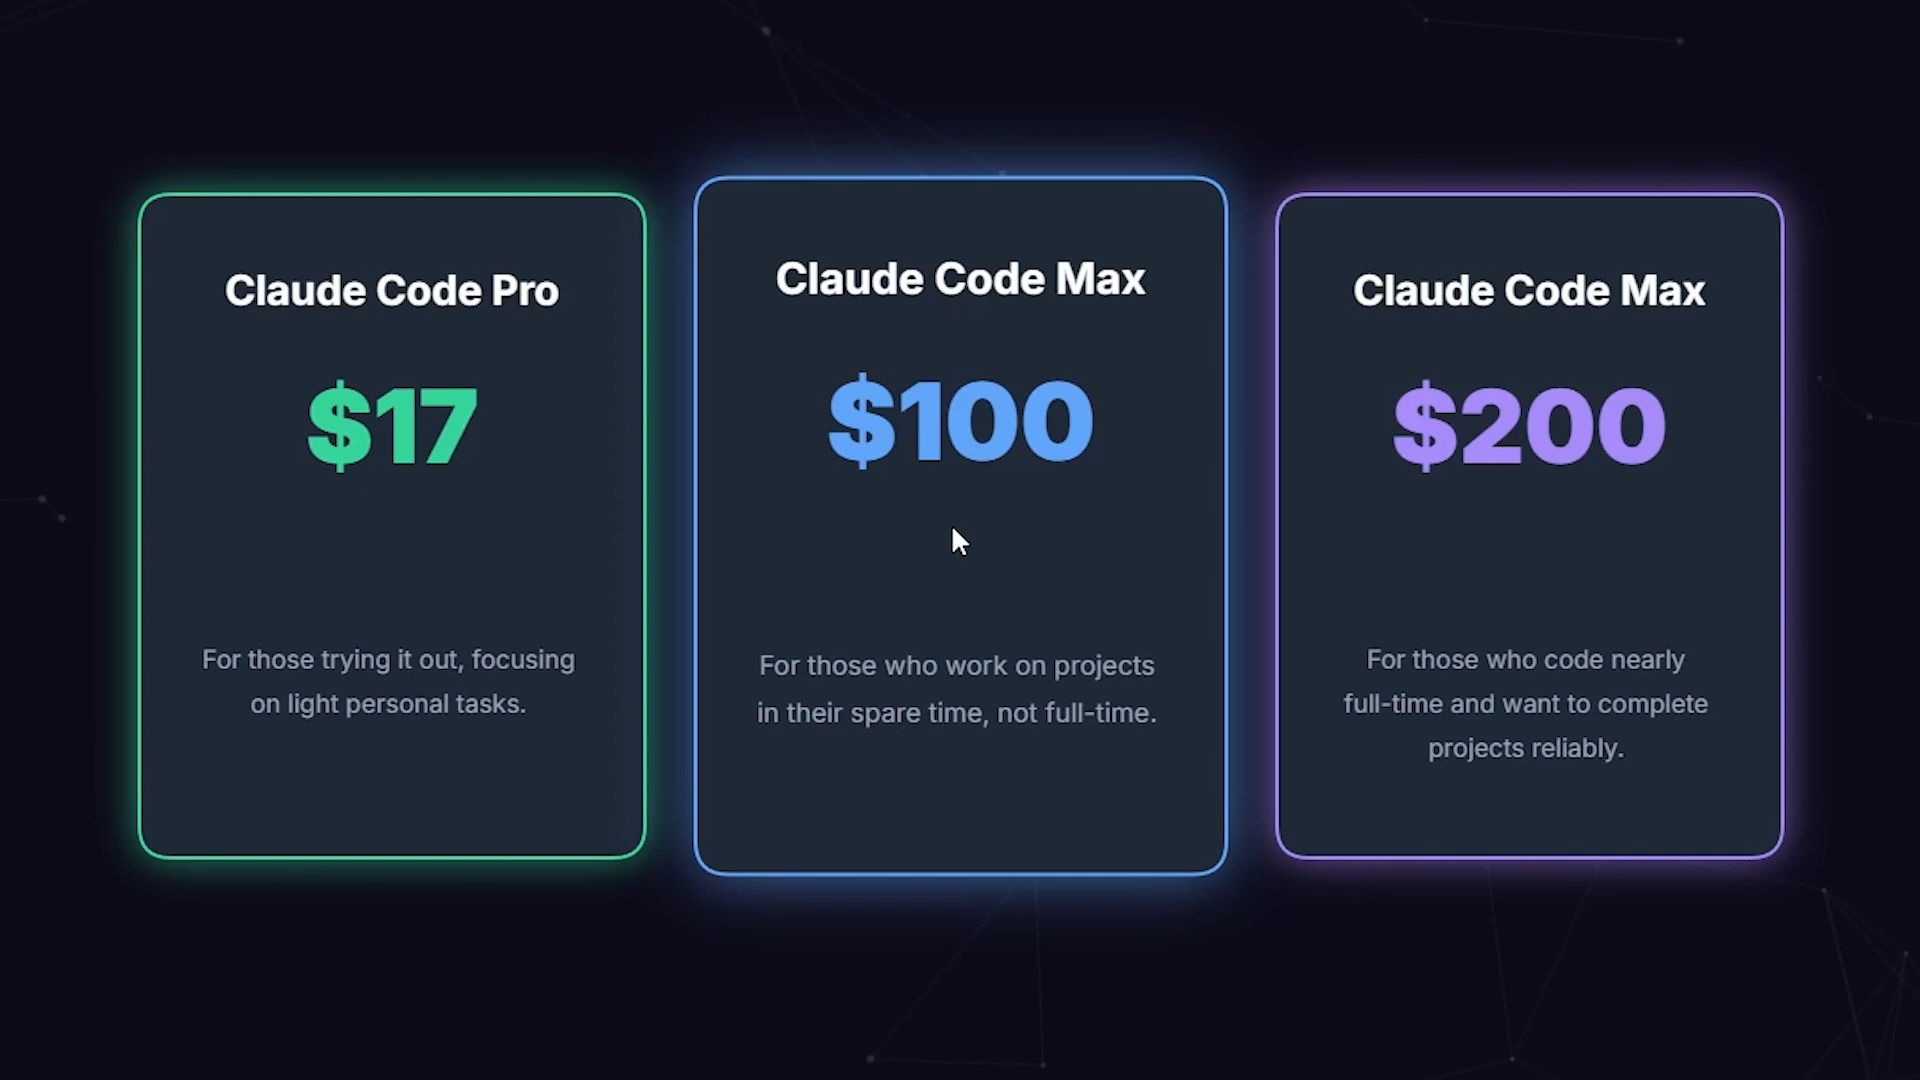 Claude Code Pro
$17
For those trying it out, focusing
on light personal tasks.
Claude Code Max
$100
For those who work on projects
in their spare time, not full-time.
Claude Code Max
$200
For those who code nearly
full-time and want to complete
projects reliably.